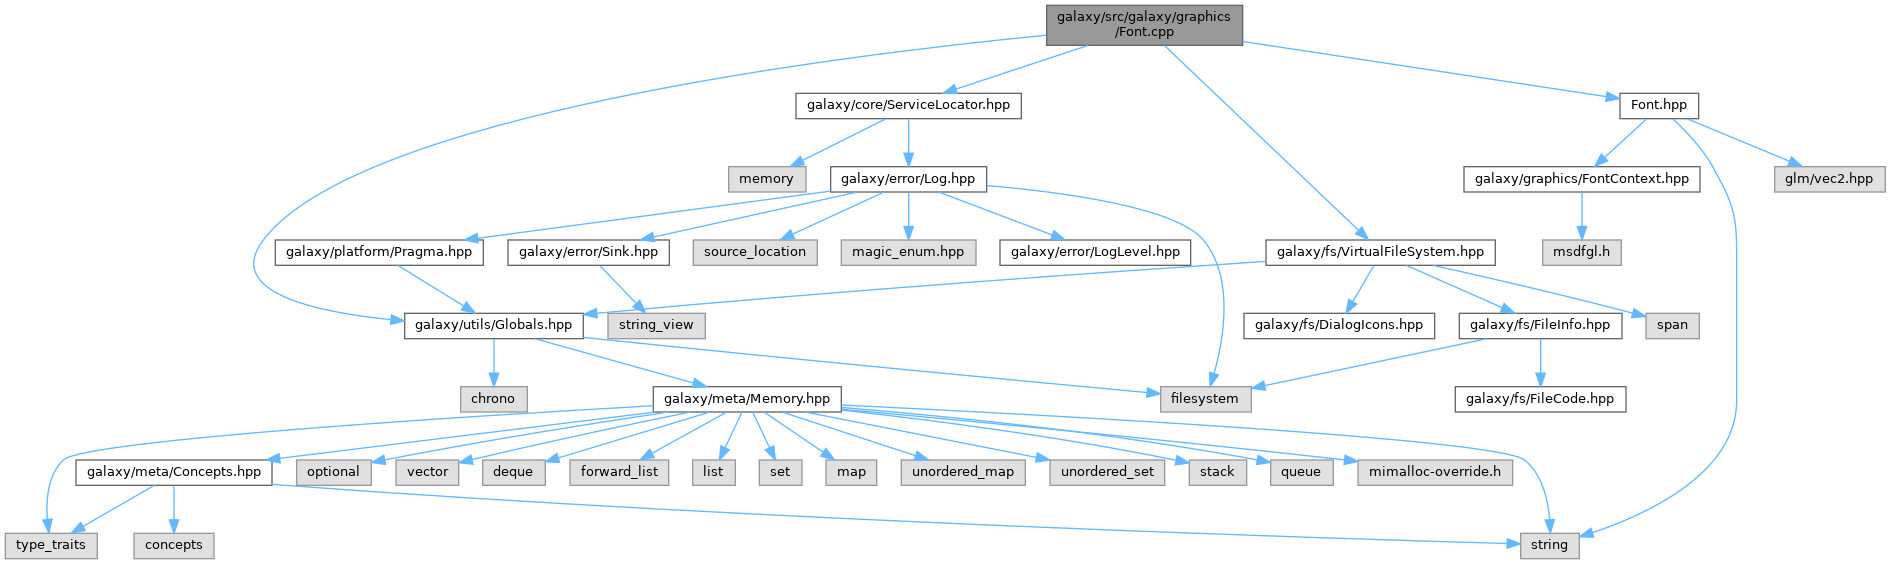 galaxy/src/galaxy/graphics
/Font.cpp
galaxy/core/ServiceLocator.hpp
Font.hpp
memory
galaxy/error/Log.hpp
galaxy/graphics/FontContext.hpp
glm/vec2.hpp
galaxy/platform/Pragma.hpp
galaxy/error/Sink.hpp
source_location
magic_enum.hpp
galaxy/error/LogLevel.hpp
galaxy/fs/VirtualFileSystem.hpp
msdfgl.h
galaxy/utils/Globals.hpp
string_view
galaxy/fs/DialogIcons.hpp
galaxy/fs/FileInfo.hpp
span
chrono
galaxy/meta/Memory.hpp
filesystem
galaxy/fs/FileCode.hpp
galaxy/meta/Concepts.hpp
optional
vector
deque
forward_list
list
set
map
unordered_map
unordered_set
stack
queue
mimalloc-override.h
type_traits
concepts
string